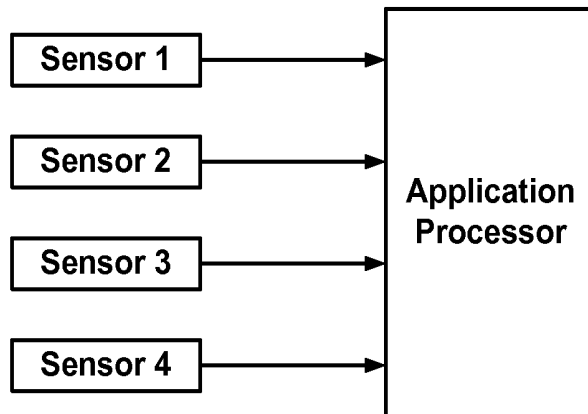 Sensor 1
Sensor 2
Sensor 3
Sensor 4
Application
Processor